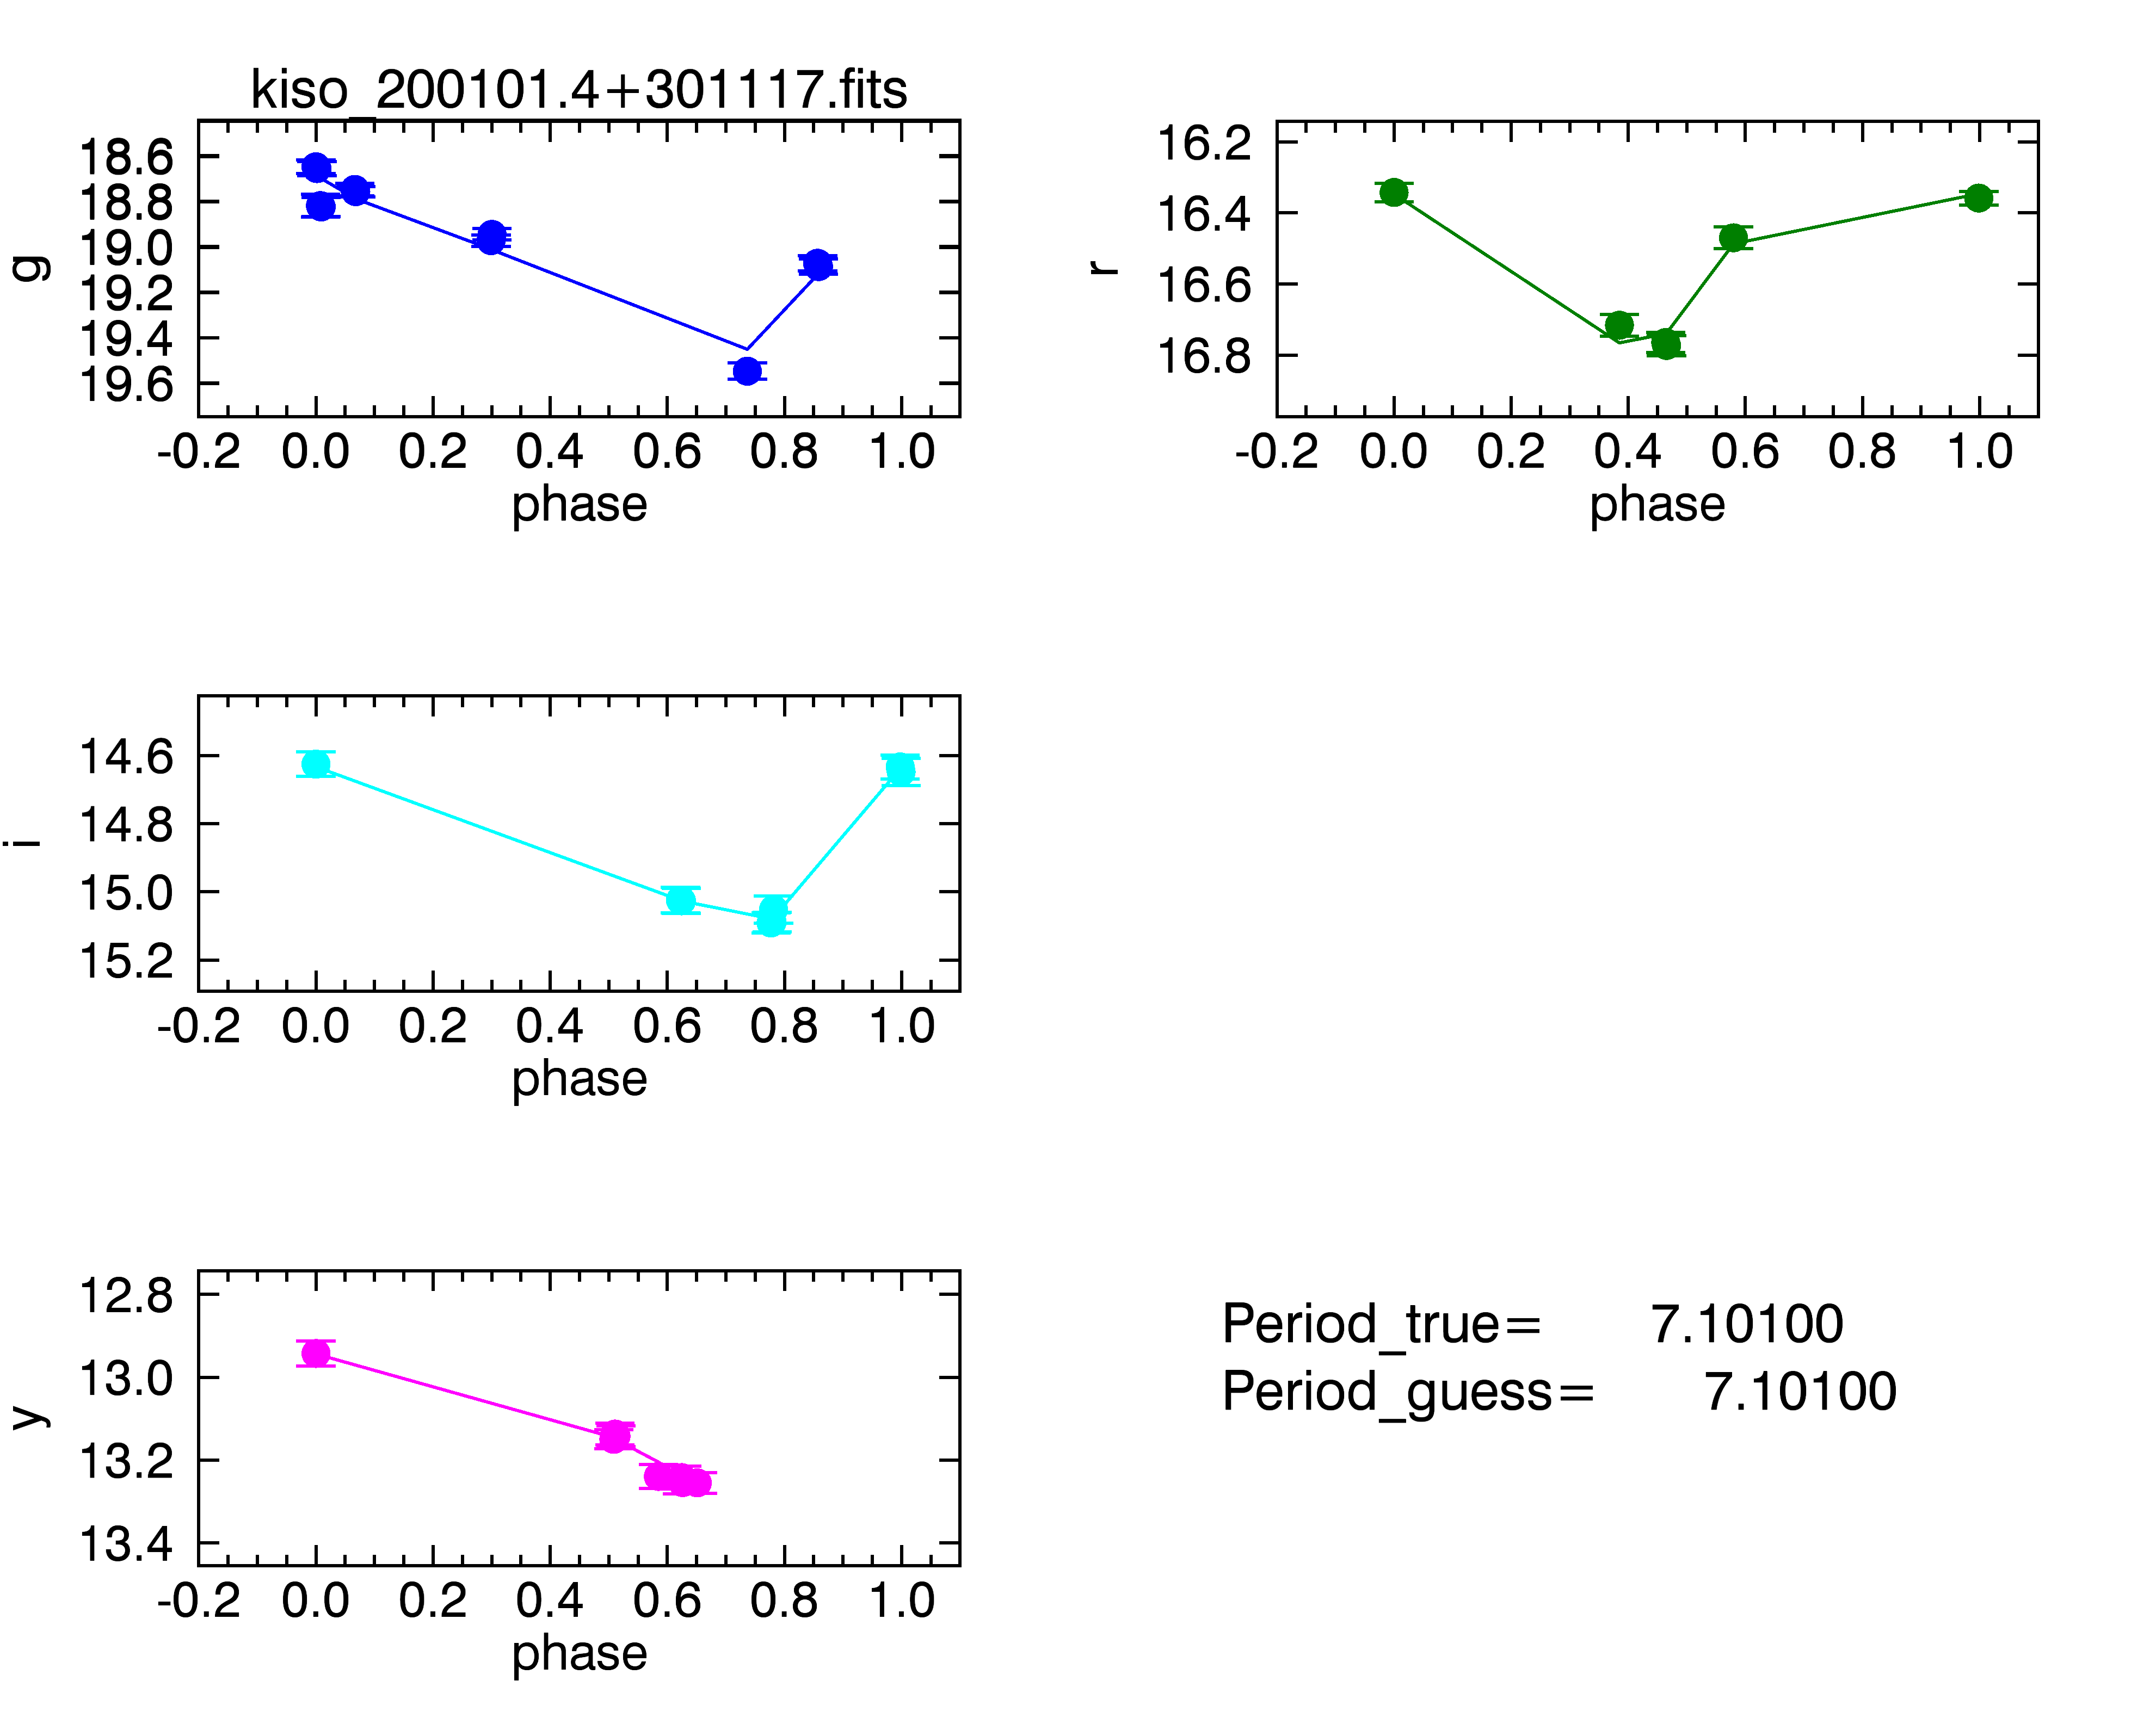 kiso_200101.4+301117.fits
g
18.6
18.8
19.0
19.2
19.4
19.6
-0.2 0.0 0.2 0.4 0.6 0.8 1.0
phase
r
16.2
16.4
16.6
16.8
-0.2 0.0 0.2 0.4 0.6 0.8 1.0
phase
i
14.6
14.8
15.0
15.2
-0.2 0.0 0.2 0.4 0.6 0.8 1.0
phase
y
12.8
13.0
13.2
13.4
-0.2 0.0 0.2 0.4 0.6 0.8 1.0
phase
Period_true= 7.10100
Period_guess= 7.10100